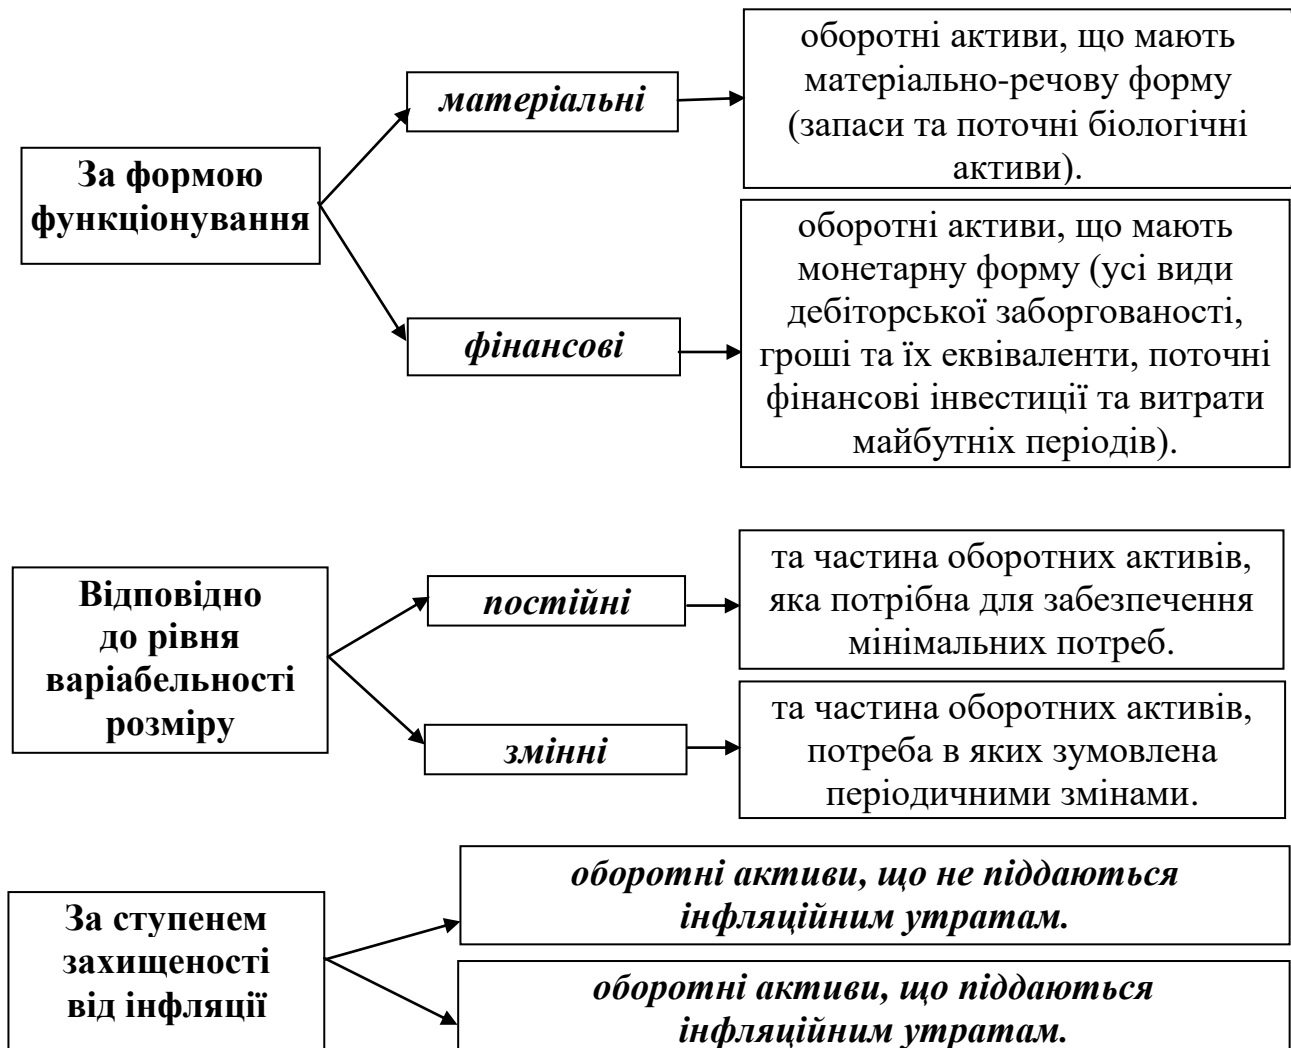 За формою
функціонування
матеріальні
оборотні активи, що мають
матеріально-речову форму
(запаси та поточні біологічні
активи).
фінансові
оборотні активи, що мають
монетарну форму (усі види
дебіторської заборгованості,
гроші та їх еквіваленти, поточні
фінансові інвестиції та витрати
майбутніх періодів).
Відповідно
до рівня
варіабельності
розміру
постійні
та частина оборотних активів,
яка потрібна для забезпечення
мінімальних потреб.
змінні
та частина оборотних активів,
потреба в яких зумовлена
періодичними змінами.
За ступенем
захищеності
від інфляції
оборотні активи, що не піддаються
інфляційним утратам.
оборотні активи, що піддаються
інфляційним утратам.